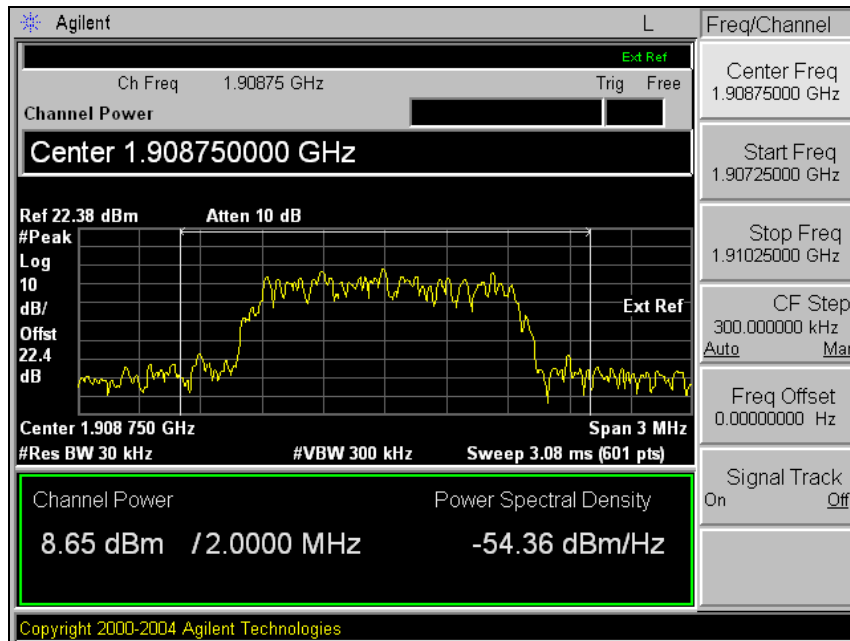 Agilent L Freq/Channel
Ext Ref
Ch Freq 1.90875 GHz Trig Free
Channel Power
Center 1.908750000 GHz
Ref 22.38 dBm Atten 10 dB
#Peak
Log
10
dB/
Offst
22.4
dB
Ext Ref
Center 1.908 750 GHz Span 3 MHz
#Res BW 30 kHz #VBW 300 kHz Sweep 3.08 ms (601 pts)
Channel Power Power Spectral Density
8.65 dBm /2.0000 MHz -54.36 dBm/Hz
Copyright 2000-2004 Agilent Technologies
Center Freq
1.90875000 GHz
Start Freq
1.90725000 GHz
Stop Freq
1.91025000 GHz
CF Step
300.000000 kHz
Auto Man
Freq Offset
0.00000000 Hz
Signal Track
On Off